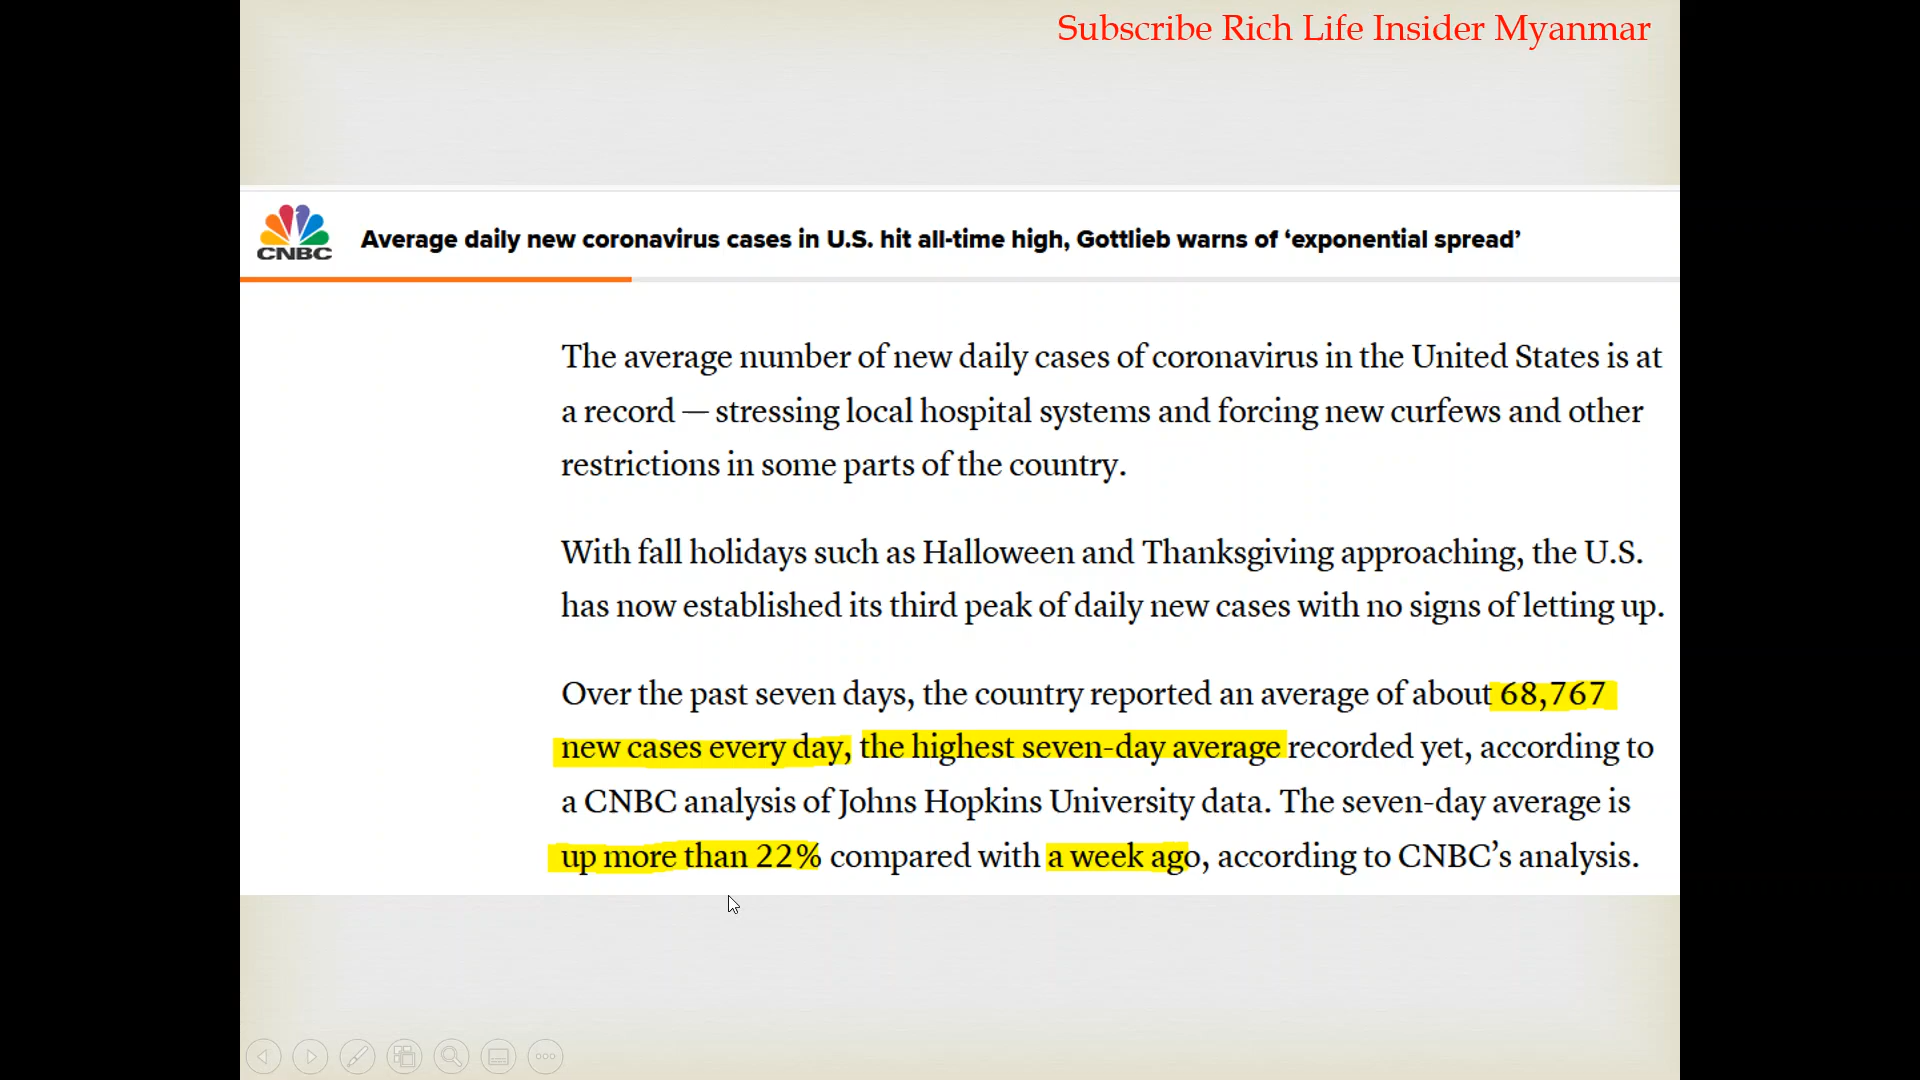 Subscribe Rich Life Insider Myanmar
CNBC
Average daily new coronavirus cases in U.S. hit all-time high, Gottlieb warns of ‘exponential spread’
The average number of new daily cases of coronavirus in the United States is at
a record — stressing local hospital systems and forcing new curfews and other
restrictions in some parts of the country.
With fall holidays such as Halloween and Thanksgiving approaching, the U.S.
has now established its third peak of daily new cases with no signs of letting up.
Over the past seven days, the country reported an average of about 68,767
new cases every day, the highest seven-day average recorded yet, according to
a CNBC analysis of Johns Hopkins University data. The seven-day average is
up more than 22% compared with a week ago, according to CNBC’s analysis.